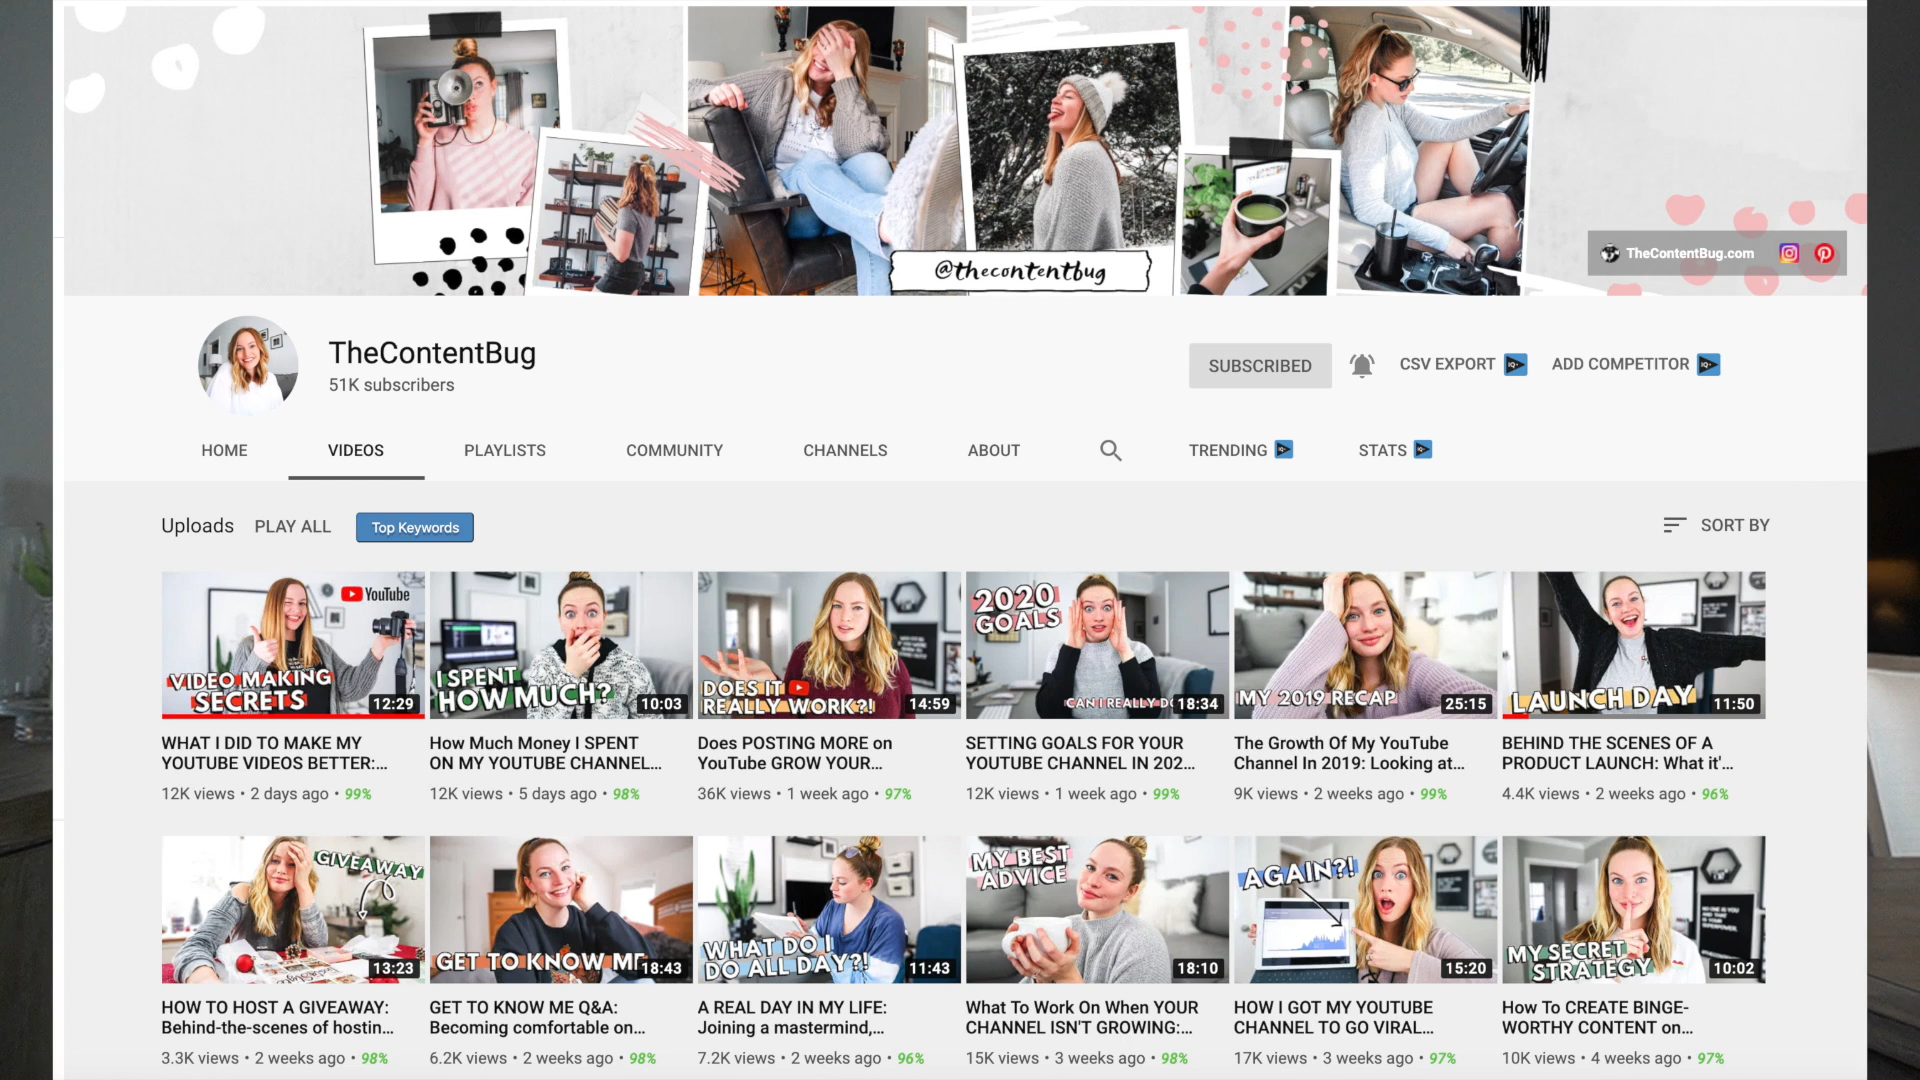 @thecontentbug
TheContentBug.com
TheContentBug
51K subscribers
SUBSCRIBED
CSV EXPORT
ADD COMPETITOR
HOME
VIDEOS
PLAYLISTS
COMMUNITY
CHANNELS
ABOUT
TRENDING
STATS
Uploads
PLAY ALL
Top Keywords
SORT BY
YouTube
VIDEO MAKING
SECRETS
12:29
I SPENT
HOW MUCH?
10:03
DOES IT
REALLY WORK?!
14:59
2020
GOALS
CAN I REALLY DO
18:34
MY 2019 RECAP
25:15
LAUNCH DAY
11:50
WHAT I DID TO MAKE MY
YOUTUBE VIDEOS BETTER:...
12K views • 2 days ago • 99%
How Much Money I SPENT
ON MY YOUTUBE CHANNEL...
12K views • 5 days ago • 98%
Does POSTING MORE on
YouTube GROW YOUR...
36K views • 1 week ago • 97%
SETTING GOALS FOR YOUR
YOUTUBE CHANNEL IN 202...
12K views • 1 week ago • 99%
The Growth Of My YouTube
Channel In 2019: Looking at...
9K views • 2 weeks ago • 99%
BEHIND THE SCENES OF A
PRODUCT LAUNCH: What it'...
4.4K views • 2 weeks ago • 96%
GIVEAWAY
13:23
GET TO KNOW ME
18:43
WHAT DO I
DO ALL DAY?!
11:43
MY BEST
ADVICE
18:10
AGAIN?!
15:20
MY SECRET
STRATEGY
10:02
HOW TO HOST A GIVEAWAY:
Behind-the-scenes of hostin...
3.3K views • 2 weeks ago • 98%
GET TO KNOW ME Q&A:
Becoming comfortable on...
6.2K views • 2 weeks ago • 98%
A REAL DAY IN MY LIFE:
Joining a mastermind,...
7.2K views • 2 weeks ago • 96%
What To Work On When YOUR
CHANNEL ISN'T GROWING:...
15K views • 3 weeks ago • 98%
HOW I GOT MY YOUTUBE
CHANNEL TO GO VIRAL...
17K views • 3 weeks ago • 97%
How To CREATE BINGE-
WORTHY CONTENT on...
10K views • 4 weeks ago • 97%